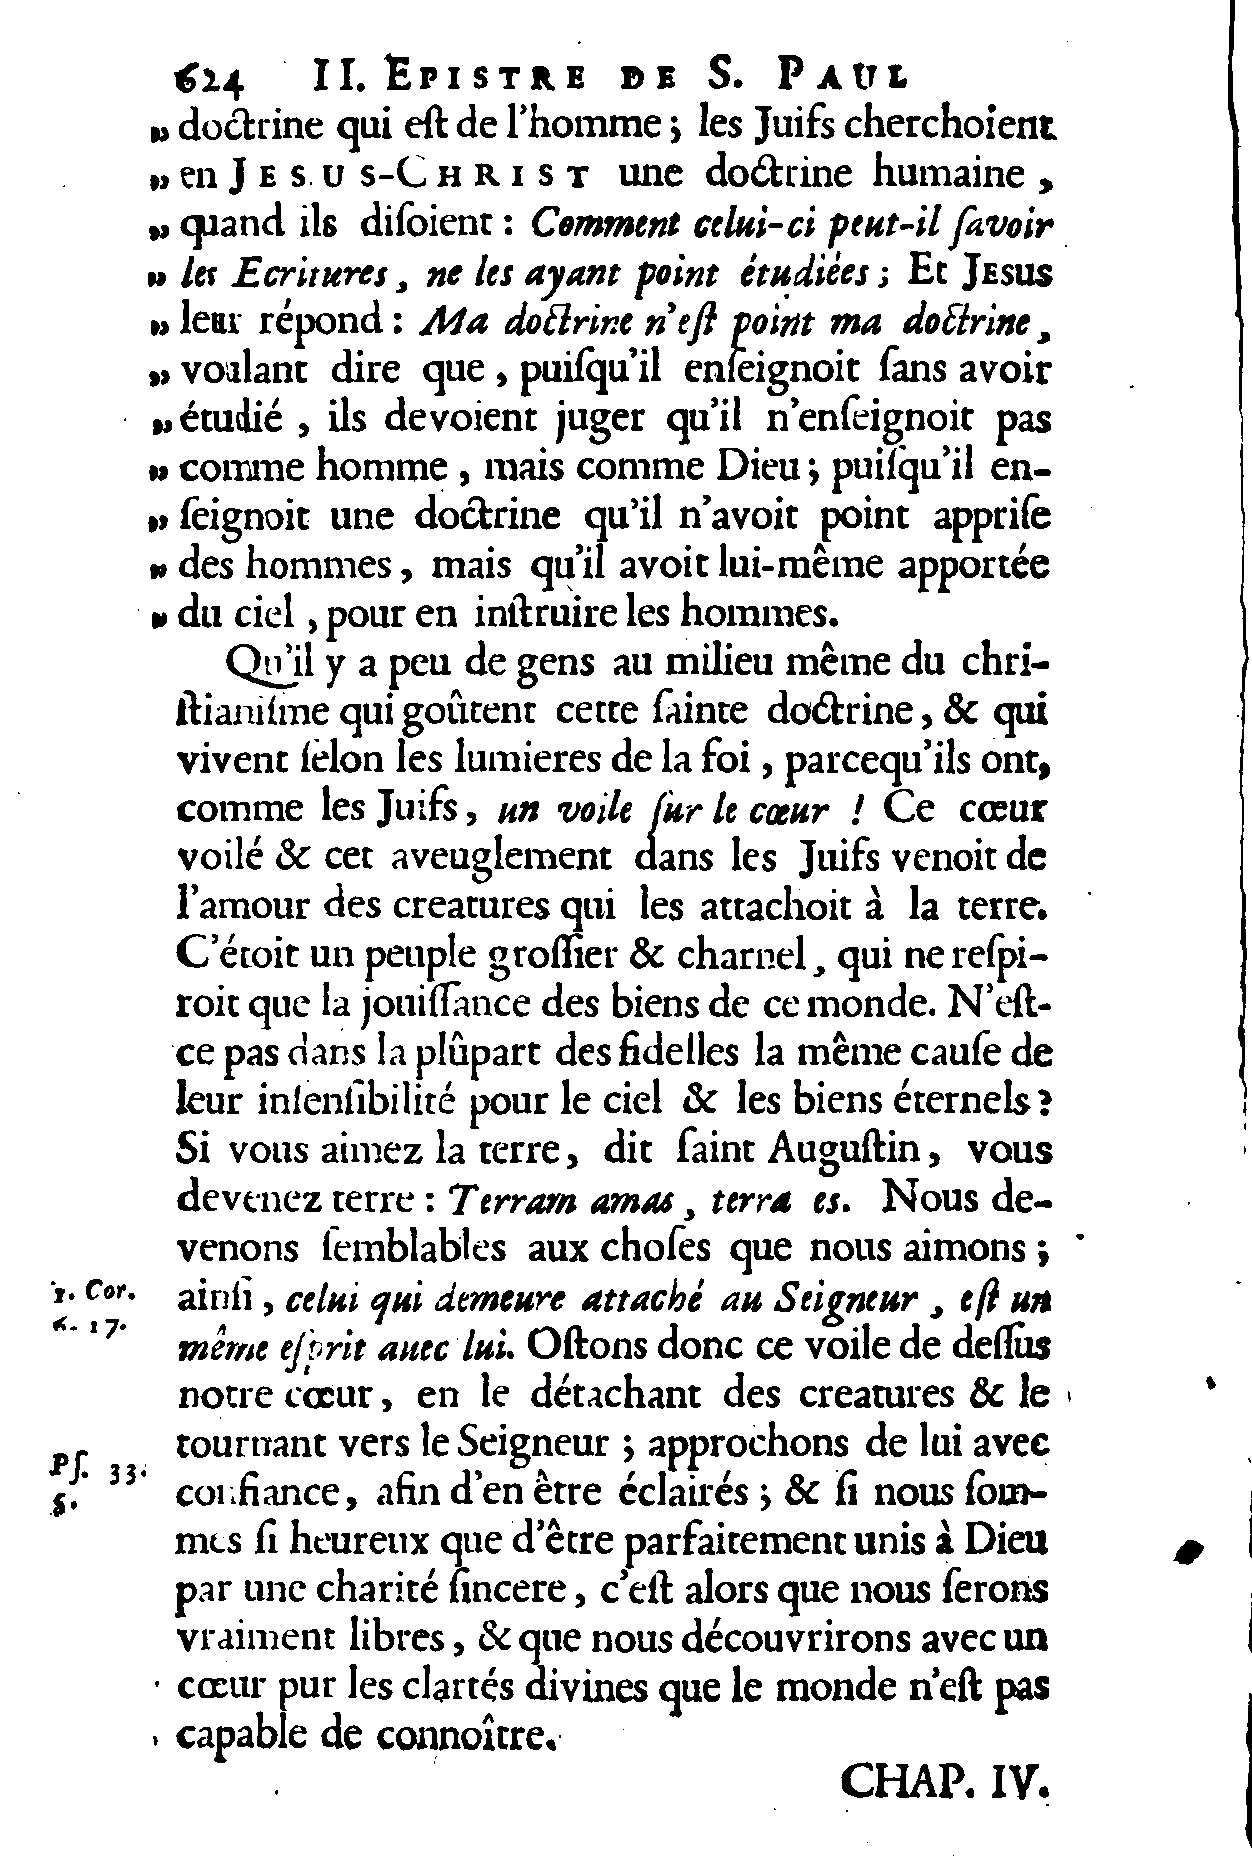 624 II. EPISTRE DE S. PAUL
„ doctrine qui eſt de l'homme ; les Juifs cherchoient
„ en JESUS-CHRIST une doctrine humaine ,
„ quand ils diſoient : Comment celui-ci peut-il ſavoir
„ les Ecritures , ne les ayant point étudiées ; Et JESUS
„ leur répond : Ma doctrine n'eſt point ma doctrine ,
„ voulant dire que , puiſqu'il enſeignoit ſans avoir
„ étudié , ils devoient juger qu'il n'enſeignoit pas
„ comme homme , mais comme Dieu ; puiſqu'il en-
„ ſeignoit une doctrine qu'il n'avoit point appriſe
„ des hommes , mais qu'il avoit lui-même apportée
„ du ciel , pour en inſtruire les hommes.
Qu'il y a peu de gens au milieu même du chri-
ſtianiſme qui goûtent cette ſainte doctrine , & qui
vivent ſelon les lumieres de la foi , parcequ'ils ont,
comme les Juifs , un voile ſur le cœur ! Ce cœur
voilé & cet aveuglement dans les Juifs venoit de
l'amour des creatures qui les attachoit à la terre.
C'étoit un peuple groſſier & charnel , qui ne reſpi-
roit que la jouiſſance des biens de ce monde. N'eſt-
ce pas dans la plûpart des fidelles la même cauſe de
leur inſenſibilité pour le ciel & les biens éternels ?
Si vous aimez la terre , dit ſaint Auguſtin , vous
devenez terre : Terram amas , terra es. Nous de-
venons ſemblables aux choſes que nous aimons ;
1. Cor. ainſi , celui qui demeure attaché au Seigneur , eſt un
6. 17. même eſprit avec lui. Oſtons donc ce voile de deſſus
notre cœur , en le détachant des creatures & le
tournant vers le Seigneur ; approchons de lui avec
Pſ. 33. confiance , afin d'en être éclairés ; & ſi nous ſom-
5. mes ſi heureux que d'être parfaitement unis à Dieu
par une charité ſincere , c'eſt alors que nous ſerons
vraiment libres , & que nous découvrirons avec un
cœur pur les clartés divines que le monde n'eſt pas
capable de connoître.
CHAP. IV.